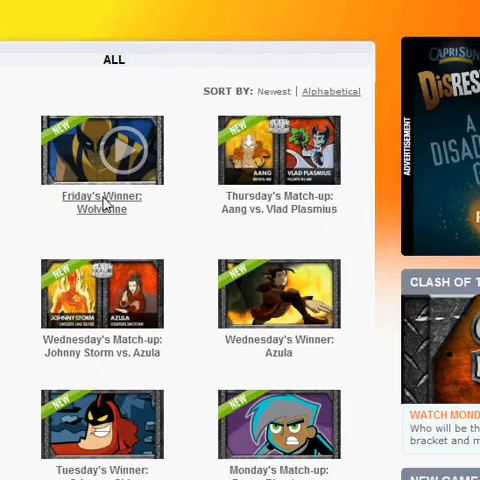 ALL
SORT BY: Newest | Alphabetical
NEW
NEW
AANG
VLAD PLASMIUS
Friday's Winner:
Wolverine
Thursday's Match-up:
Aang vs. Vlad Plasmius
NEW
JOHNNY STORM
AZULA
NEW
Wednesday's Match-up:
Johnny Storm vs. Azula
Wednesday's Winner:
Azula
NEW
NEW
Tuesday's Winner:
Monday's Match-up:
ADVERTISEMENT
CAPRI SUN
DISRES
A
DISAD
CLASH OF T
WATCH MOND
Who will be th
bracket and m
NEW GAME